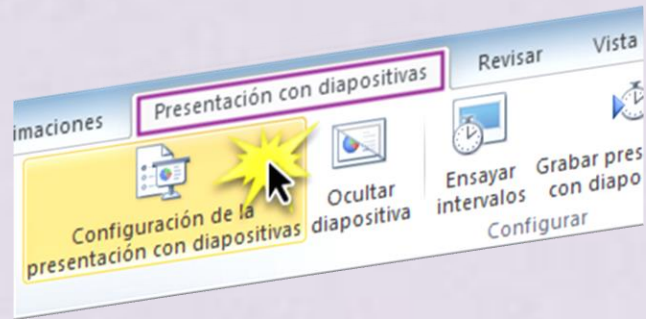 imaciones
Presentación con diapositivas
Revisar
Vista
Configuración de la
presentación con diapositivas
Ocultar
diapositiva
Ensayar
intervalos
Grabar pres
con diapo
Configurar